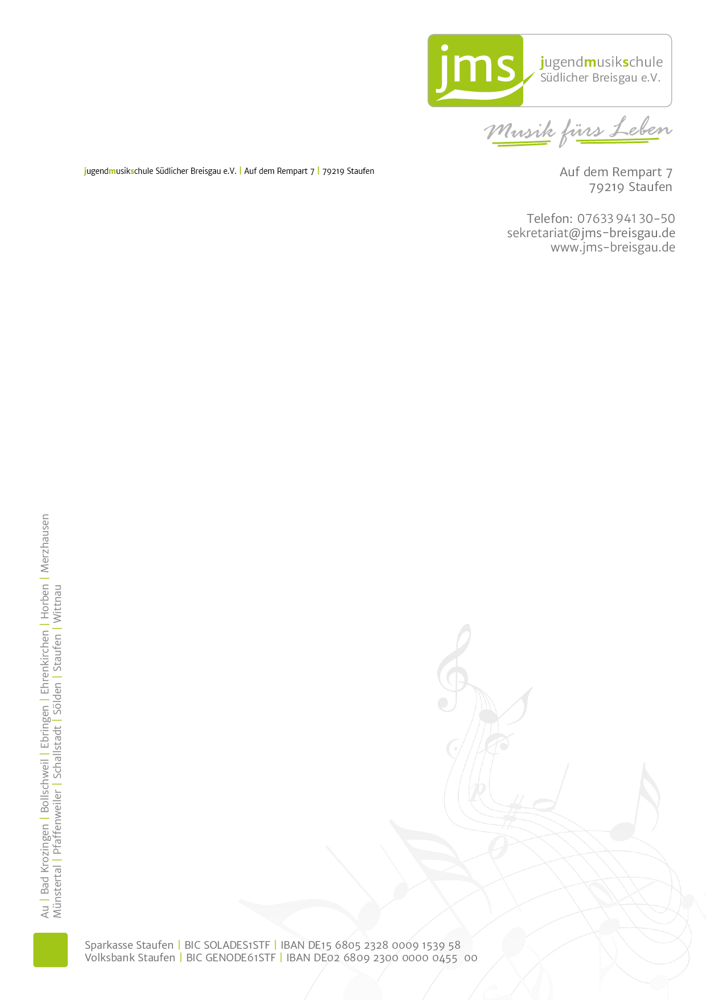 jms
jugendmusikschule
Südlicher Breisgau e.V.
Musik fürs Leben
jugendmusikschule Südlicher Breisgau e.V. | Auf dem Rempart 7 | 79219 Staufen
Auf dem Rempart 7
79219 Staufen
Telefon: 07633 941 30-50
sekretariat@jms-breisgau.de
www.jms-breisgau.de
Au | Bad Krozingen | Bollschweil | Ebringen | Ehrenkirchen | Horben | Merzhausen
Münstertal | Pfaffenweiler | Schallstadt | Sölden | Staufen | Wittnau
Sparkasse Staufen | BIC SOLADES1STF | IBAN DE15 6805 2328 0009 1539 58
Volksbank Staufen | BIC GENODE61STF | IBAN DE02 6809 2300 0000 0455 00